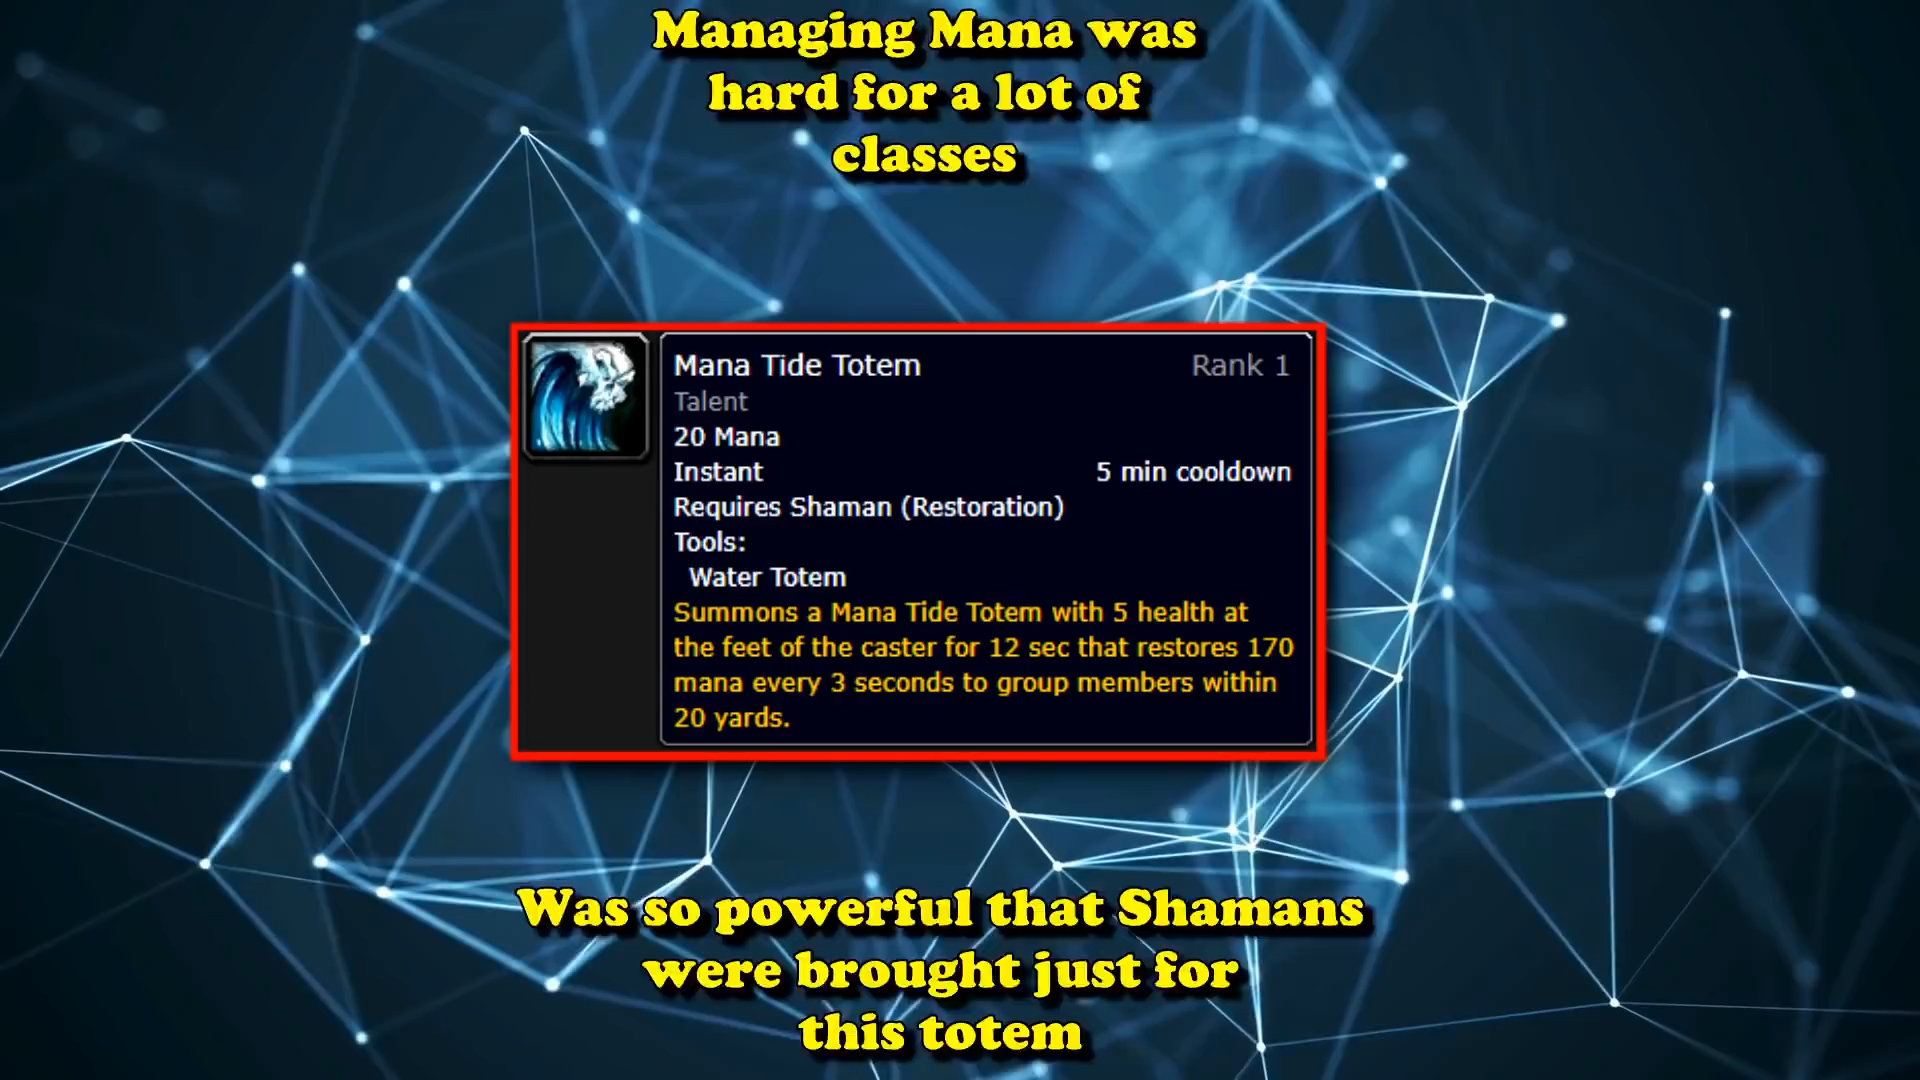 Managing Mana was
hard for a lot of
classes
Mana Tide Totem Rank 1
Talent
20 Mana
Instant 5 min cooldown
Requires Shaman (Restoration)
Tools:
Water Totem
Summons a Mana Tide Totem with 5 health at
the feet of the caster for 12 sec that restores 170
mana every 3 seconds to group members within
20 yards.
Was so powerful that Shamans
were brought just for
this totem